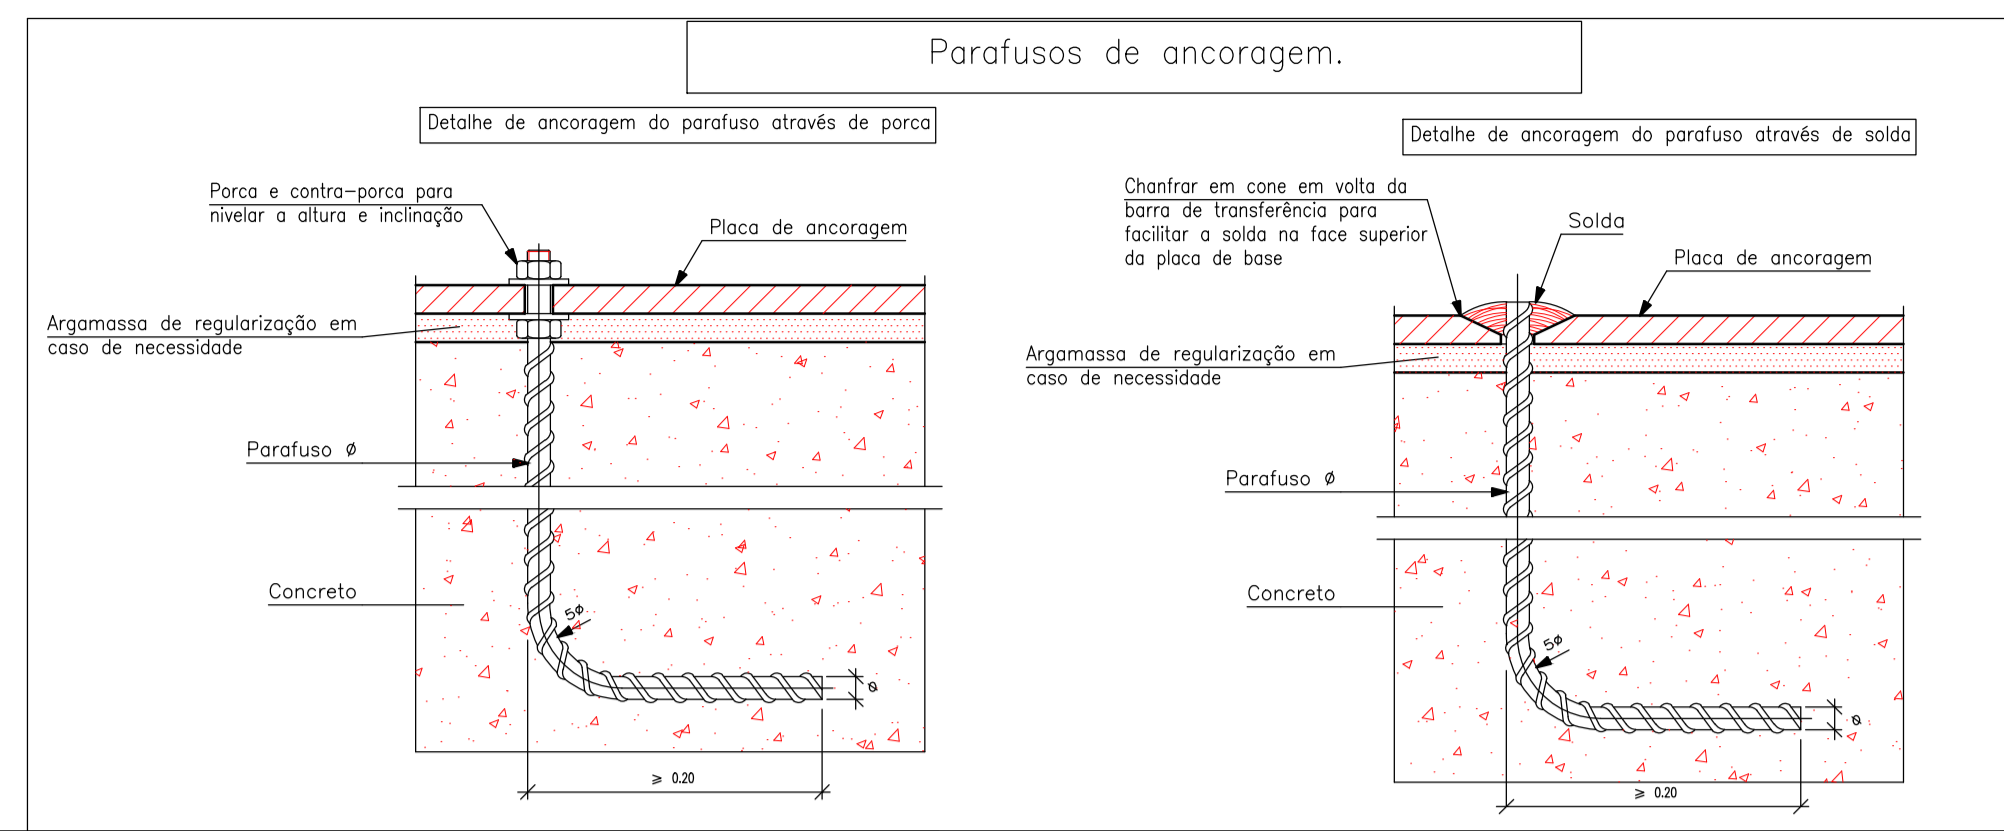 Parafusos de ancoragem.
Detalhe de ancoragem do parafuso através de porca
Porca e contra-porca para
nivelar a altura e inclinação
Placa de ancoragem
Argamassa de regularização em
caso de necessidade
Parafuso ø
Concreto
5ø
ø
≥ 0.20
Detalhe de ancoragem do parafuso através de solda
Chanfrar em cone em volta da
barra de transferência para
facilitar a solda na face superior
da placa de base
Solda
Placa de ancoragem
Argamassa de regularização em
caso de necessidade
Parafuso ø
Concreto
5ø
ø
≥ 0.20